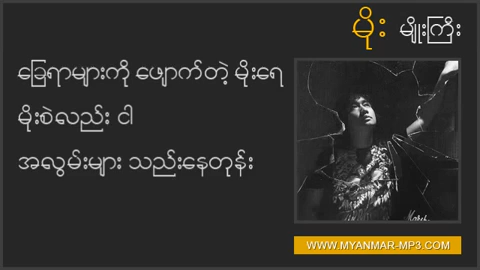 မိုး မျိုးကြီး
ခြေရာများကို ဖျောက်တဲ့ မိုးရေ
မိုးစဲလည်း ငါ
အလွမ်းများ သည်းနေတုန်း
WWW.MYANMAR-MP3.COM